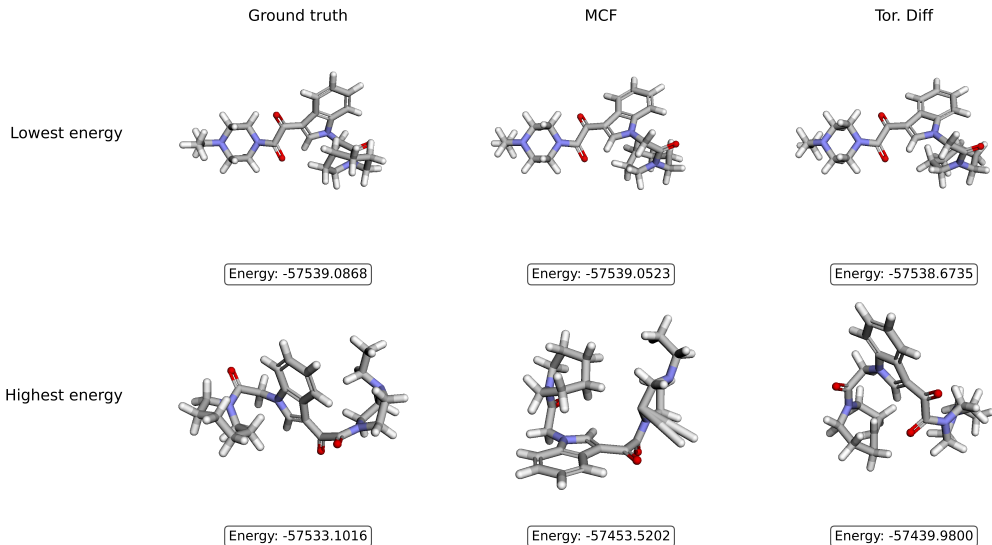 Ground truth MCF Tor. Diff
Lowest energy
Energy: -57539.0868 Energy: -57539.0523 Energy: -57538.6735
Highest energy
Energy: -57533.1016 Energy: -57453.5202 Energy: -57439.9800